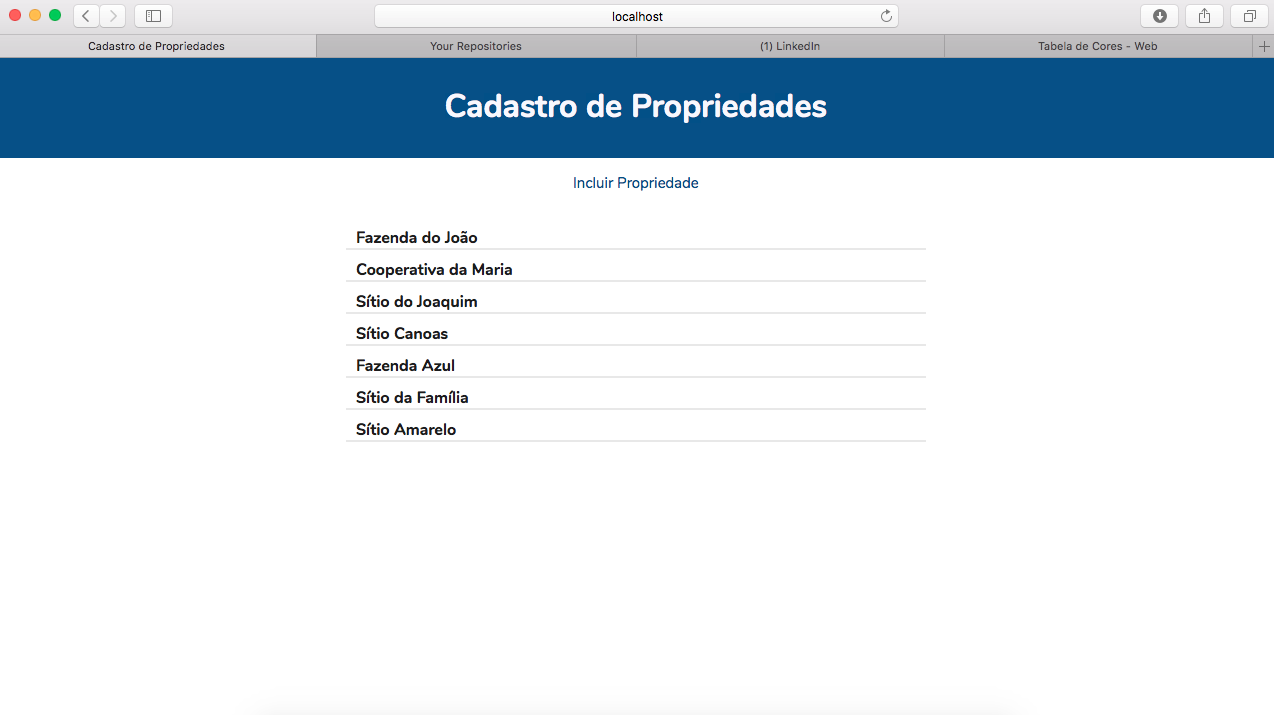 localhost
Cadastro de Propriedades
Your Repositories
(1) LinkedIn
Tabela de Cores - Web
Cadastro de Propriedades
Incluir Propriedade
Fazenda do João
Cooperativa da Maria
Sítio do Joaquim
Sítio Canoas
Fazenda Azul
Sítio da Família
Sítio Amarelo